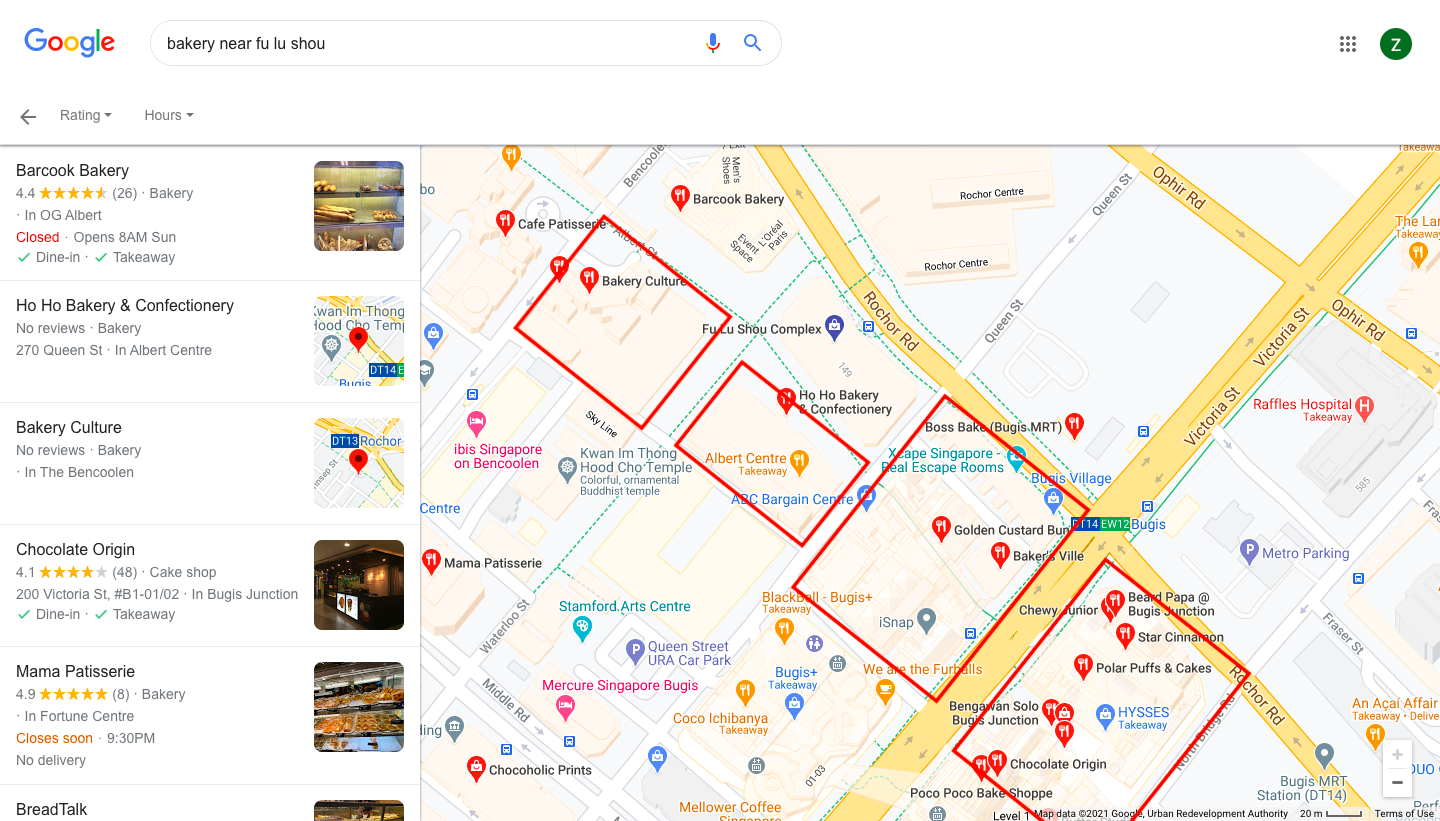 Google
bakery near fu lu shou
Z
Rating
Hours
Barcook Bakery
4.4 (26) · Bakery
· In OG Albert
Closed · Opens 8AM Sun
Dine-in · Takeaway
Ho Ho Bakery & Confectionery
No reviews · Bakery
270 Queen St · In Albert Centre
Kwan Im Thong
Hood Cho Temp
DT14 E
Bugis
Bakery Culture
No reviews · Bakery
· In The Bencoolen
DT13 Rochor
Chocolate Origin
4.1 (48) · Cake shop
200 Victoria St, #B1-01/02 · In Bugis Junction
Dine-in · Takeaway
Mama Patisserie
4.9 (8) · Bakery
· In Fortune Centre
Closes soon · 9:30PM
No delivery
BreadTalk
bo
Bencoolen
Men's
Shoes
Barcook Bakery
Event
Space
L'Oréal
Paris
Cafe Patisserie
Albert St
Bakery Culture
Rochor Centre
Rochor Centre
Queen St
Ophir Rd
Takeawa
The Lan
Takeaway
Fu Lu Shou Complex
Rochor Rd
Queen St
149
Victoria St
Ophir Rd
Ho Ho Bakery
& Confectionery
Sky Line
Boss Bake (Bugis MRT)
Victoria St
Raffles Hospital
Takeaway
ibis Singapore
on Bencoolen
Kwan Im Thong
Hood Cho Temple
Colorful, ornamental
Buddhist temple
Albert Centre
Takeaway
Xcape Singapore -
Real Escape Rooms
Bugis Village
585
ABC Bargain Centre
Centre
Golden Custard Bun
DT14 EW12 Bugis
Fra
Mama Patisserie
Baker's Ville
Metro Parking
Stamford Arts Centre
BlackBall - Bugis+
Takeaway
iSnap
Chewy Junior
Beard Papa @
Bugis Junction
Star Cinnamon
Fraser St
Waterloo St
Queen Street
URA Car Park
Bugis+
Takeaway
We are the Furballs
Polar Puffs & Cakes
Mercure Singapore Bugis
Middle Rd
Rochor Rd
North Bridge Rd
Bengawan Solo
Bugis Junction
HYSSES
Takeaway
An Açaí Affair
Takeaway · Delive
ding
Coco Ichibanya
Takeaway
Chocoholic Prints
01-03
Chocolate Origin
Poco Poco Bake Shoppe
Bugis MRT
Station (DT14)
DUO
Mellower Coffee
Singapore
Level 1
Map data ©2021 Google, Urban Redevelopment Authority
20 m
Terms of Use